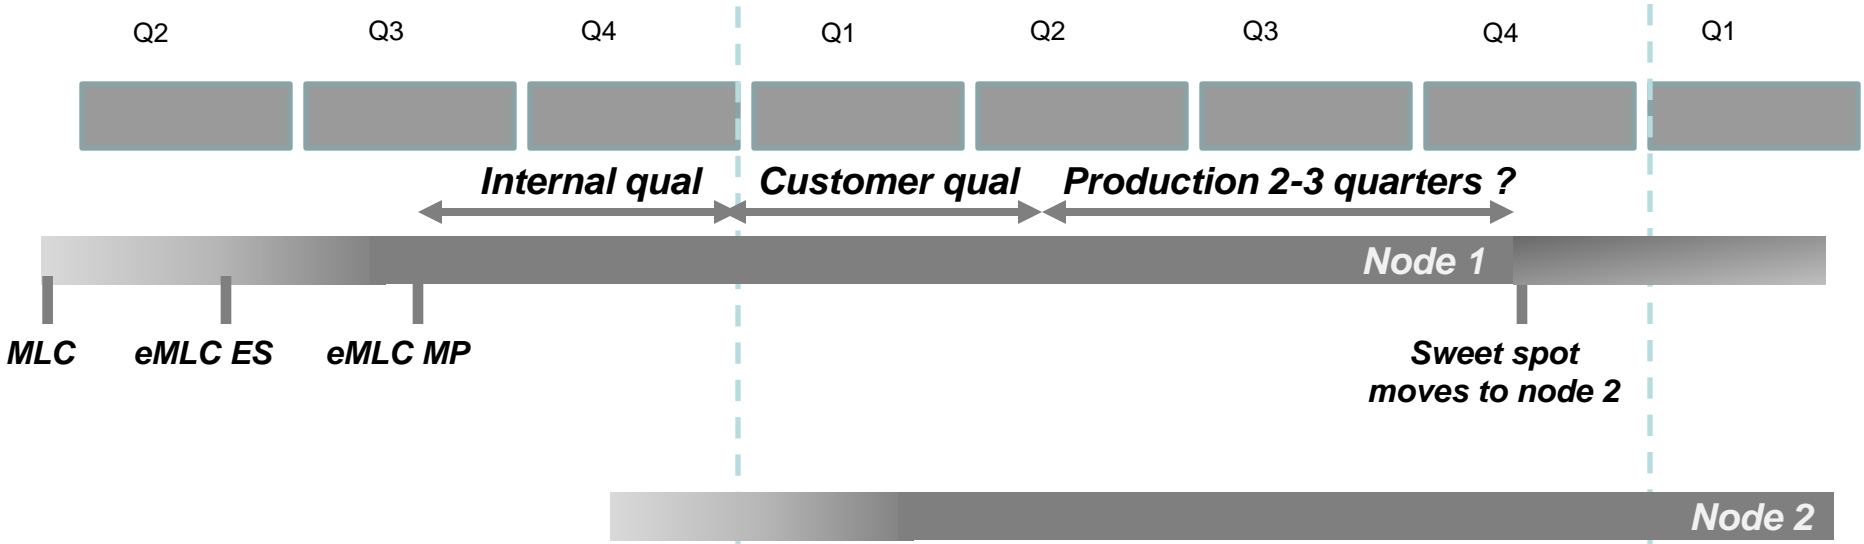 Q2 Q3 Q4 Q1 Q2 Q3 Q4 Q1
Internal qual Customer qual Production 2-3 quarters ?
Node 1
MLC eMLC ES eMLC MP Sweet spot
moves to node 2
Node 2